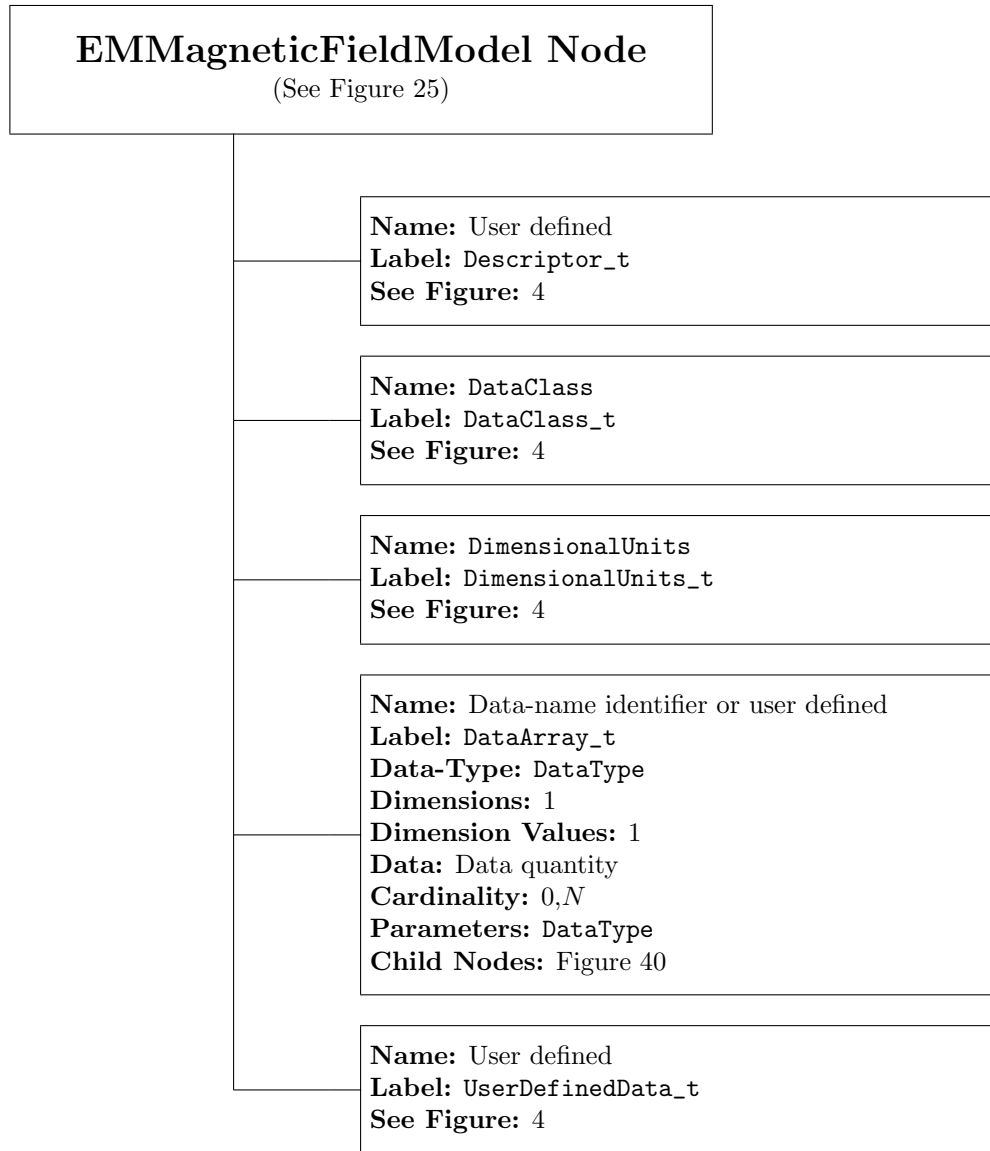 EMMagneticFieldModel Node
(See Figure 25)
Name: User defined
Label: Descriptor_t
See Figure: 4
Name: DataClass
Label: DataClass_t
See Figure: 4
Name: DimensionalUnits
Label: DimensionalUnits_t
See Figure: 4
Name: Data-name identifier or user defined
Label: DataArray_t
Data-Type: DataType
Dimensions: 1
Dimension Values: 1
Data: Data quantity
Cardinality: 0,N
Parameters: DataType
Child Nodes: Figure 40
Name: User defined
Label: UserDefinedData_t
See Figure: 4